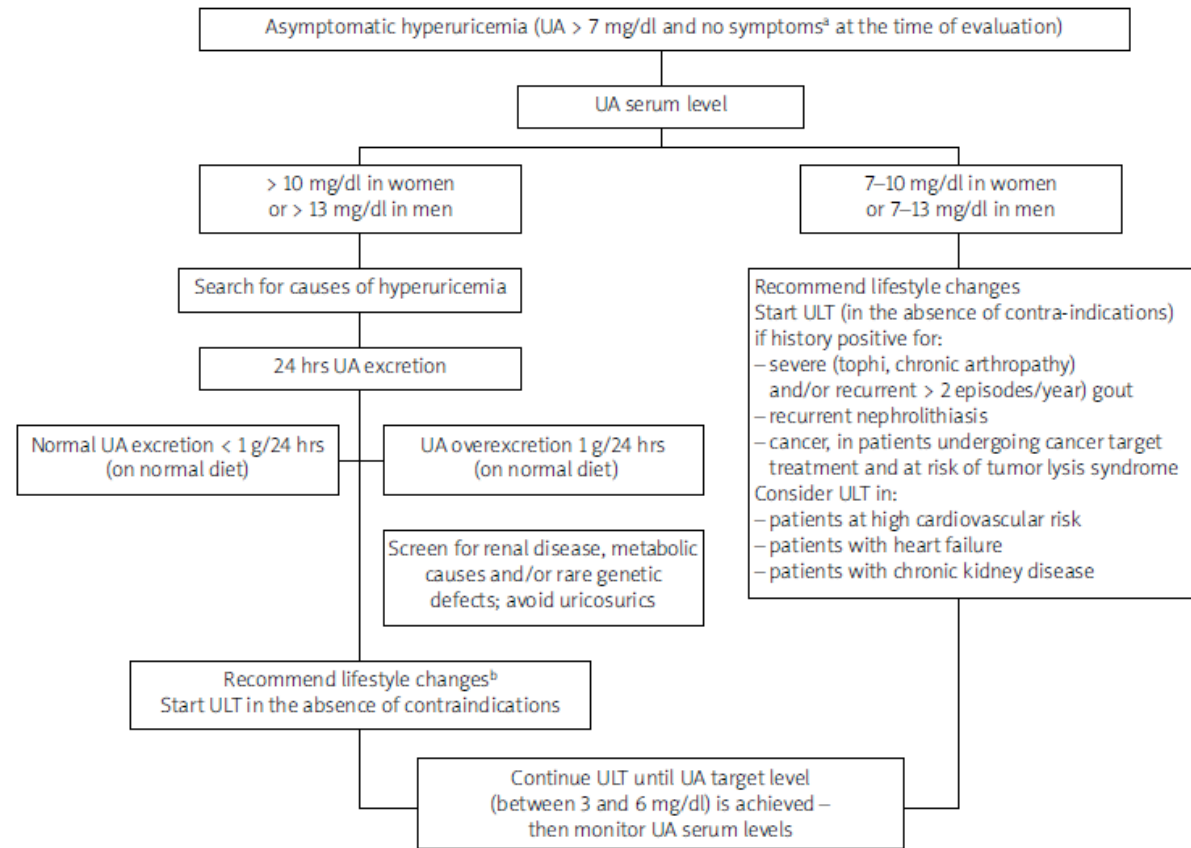 Asymptomatic hyperuricemia (UA > 7 mg/dl and no symptomsᵃ at the time of evaluation)
UA serum level
> 10 mg/dl in women
or > 13 mg/dl in men
7–10 mg/dl in women
or 7–13 mg/dl in men
Search for causes of hyperuricemia
24 hrs UA excretion
Normal UA excretion < 1 g/24 hrs
(on normal diet)
UA overexcretion 1 g/24 hrs
(on normal diet)
Screen for renal disease, metabolic
causes and/or rare genetic
defects; avoid uricosurics
Recommend lifestyle changes
Start ULT (in the absence of contra-indications)
if history positive for:
– severe (tophi, chronic arthropathy)
and/or recurrent > 2 episodes/year) gout
– recurrent nephrolithiasis
– cancer, in patients undergoing cancer target
treatment and at risk of tumor lysis syndrome
Consider ULT in:
– patients at high cardiovascular risk
– patients with heart failure
– patients with chronic kidney disease
Recommend lifestyle changesᵇ
Start ULT in the absence of contraindications
Continue ULT until UA target level
(between 3 and 6 mg/dl) is achieved –
then monitor UA serum levels